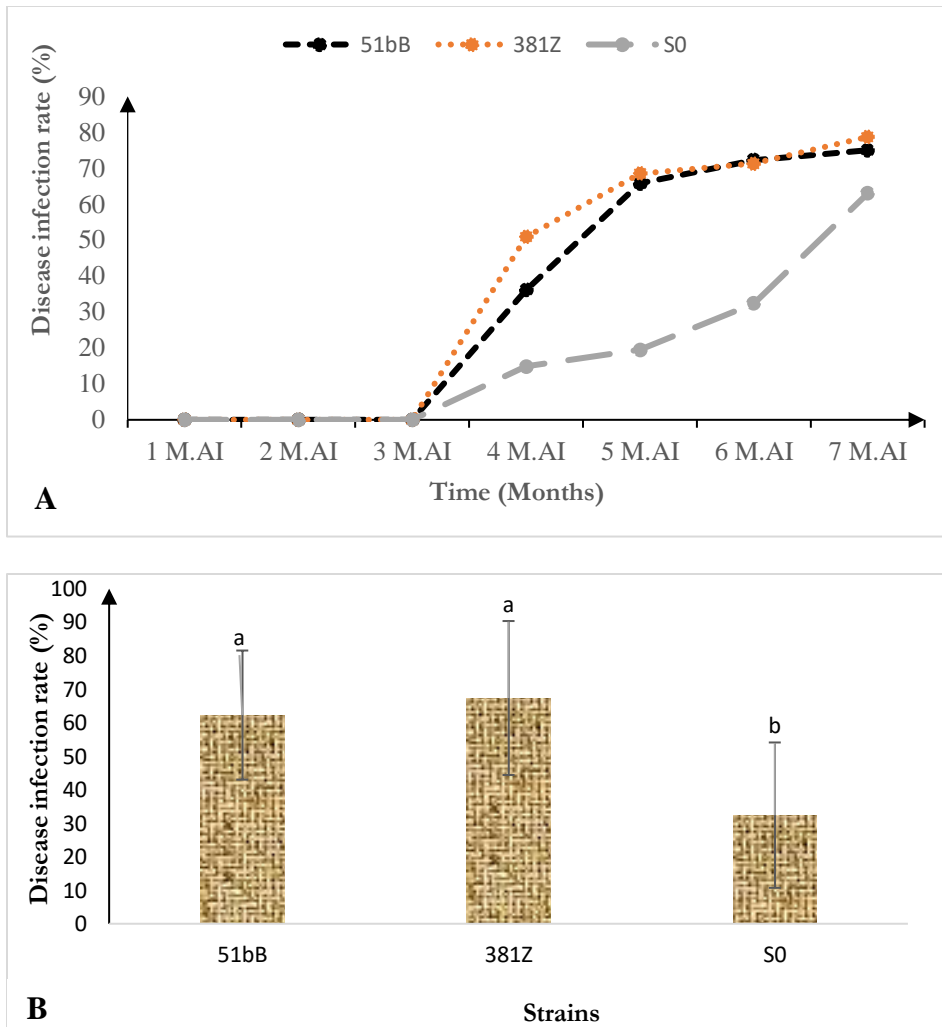 51bB 381Z S0
Disease infection rate (%)
90
80
70
60
50
40
30
20
10
0
1 M.AI 2 M.AI 3 M.AI 4 M.AI 5 M.AI 6 M.AI 7 M.AI
Time (Months)
A
Disease infection rate (%)
100
90
80
70
60
50
40
30
20
10
0
a a b
51bB 381Z S0
B
Strains